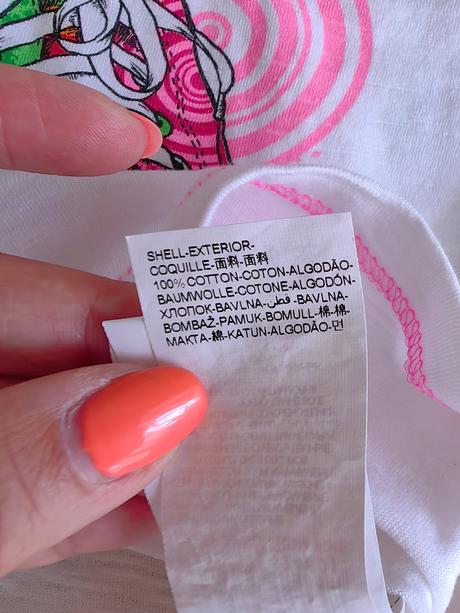 SHELL-EXTERIOR-
COQUILLE-面料-面料
100% COTTON-COTON-ALGODÃO-
BAUMWOLLE-COTONE-ALGODÓN-
ХЛОПОК-BAVLNA-قطن-BAVLNA-
BOMBAŽ-PAMUK-BOMULL-棉-棉-
MAKTA-綿-KATUN-ALGODÃO-면